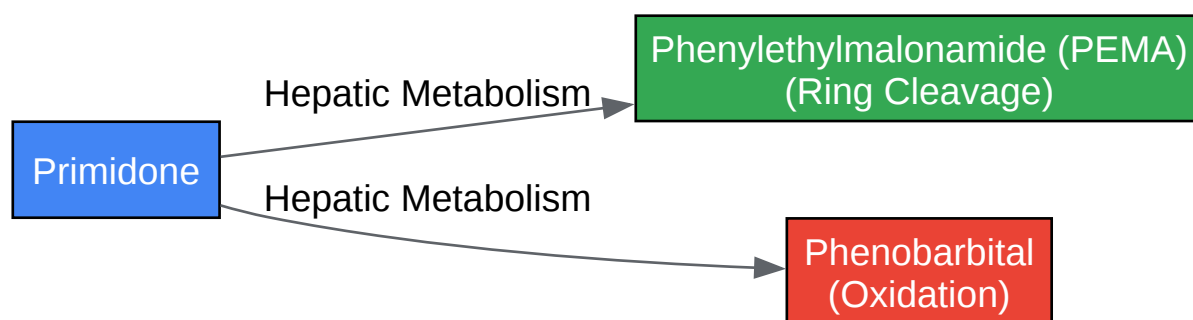 Primidone
Hepatic Metabolism
Phenylethylmalonamide (PEMA)
(Ring Cleavage)
Hepatic Metabolism
Phenobarbital
(Oxidation)